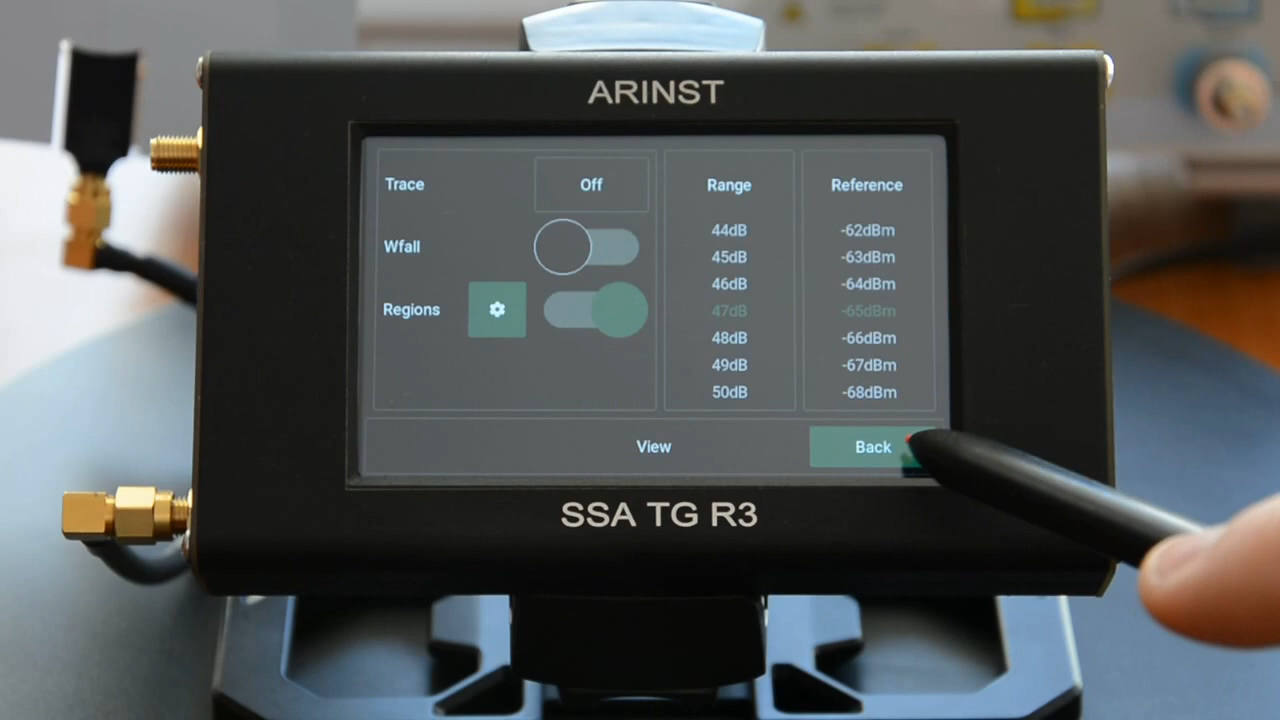 ARINST
Trace Off
Wfall
Regions
Range
44dB
45dB
46dB
47dB
48dB
49dB
50dB
Reference
-62dBm
-63dBm
-64dBm
-65dBm
-66dBm
-67dBm
-68dBm
View
Back
SSA TG R3